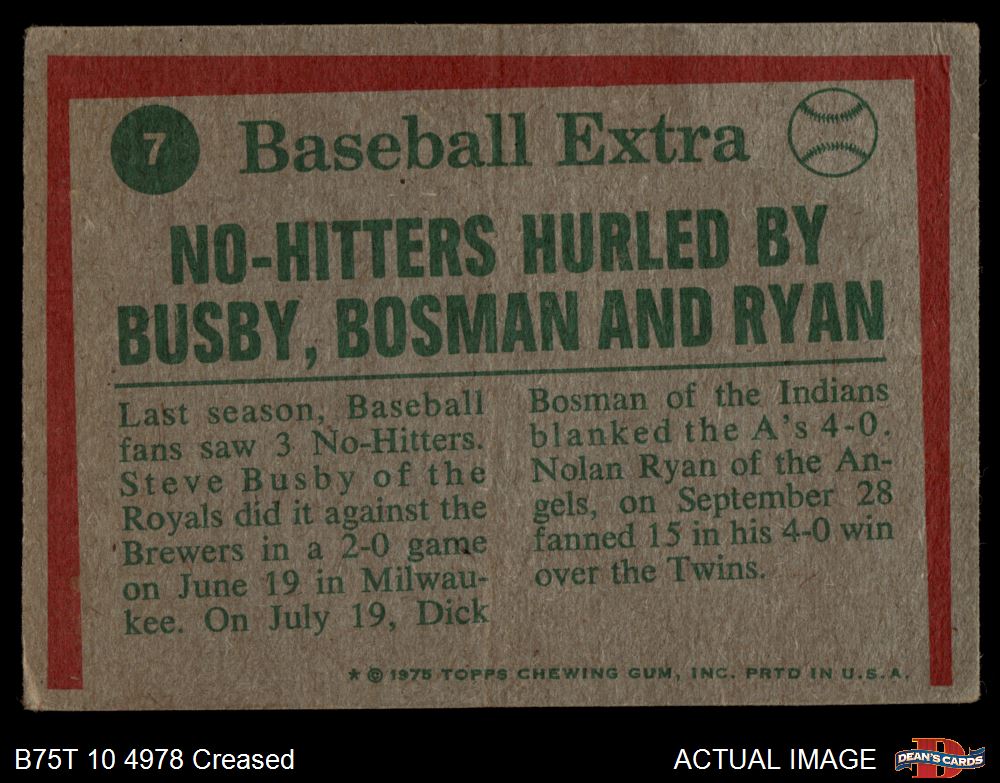 7 Baseball Extra
NO-HITTERS HURLED BY
BUSBY, BOSMAN AND RYAN
Last season, Baseball
fans saw 3 No-Hitters.
Steve Busby of the
Royals did it against the
Brewers in a 2-0 game
on June 19 in Milwau-
kee. On July 19, Dick
Bosman of the Indians
blanked the A's 4-0.
Nolan Ryan of the An-
gels, on September 28
fanned 15 in his 4-0 win
over the Twins.
★ © 1975 TOPPS CHEWING GUM, INC. PRTD IN U.S.A.
B75T 10 4978 Creased
ACTUAL IMAGE
D
DEAN'S CARDS